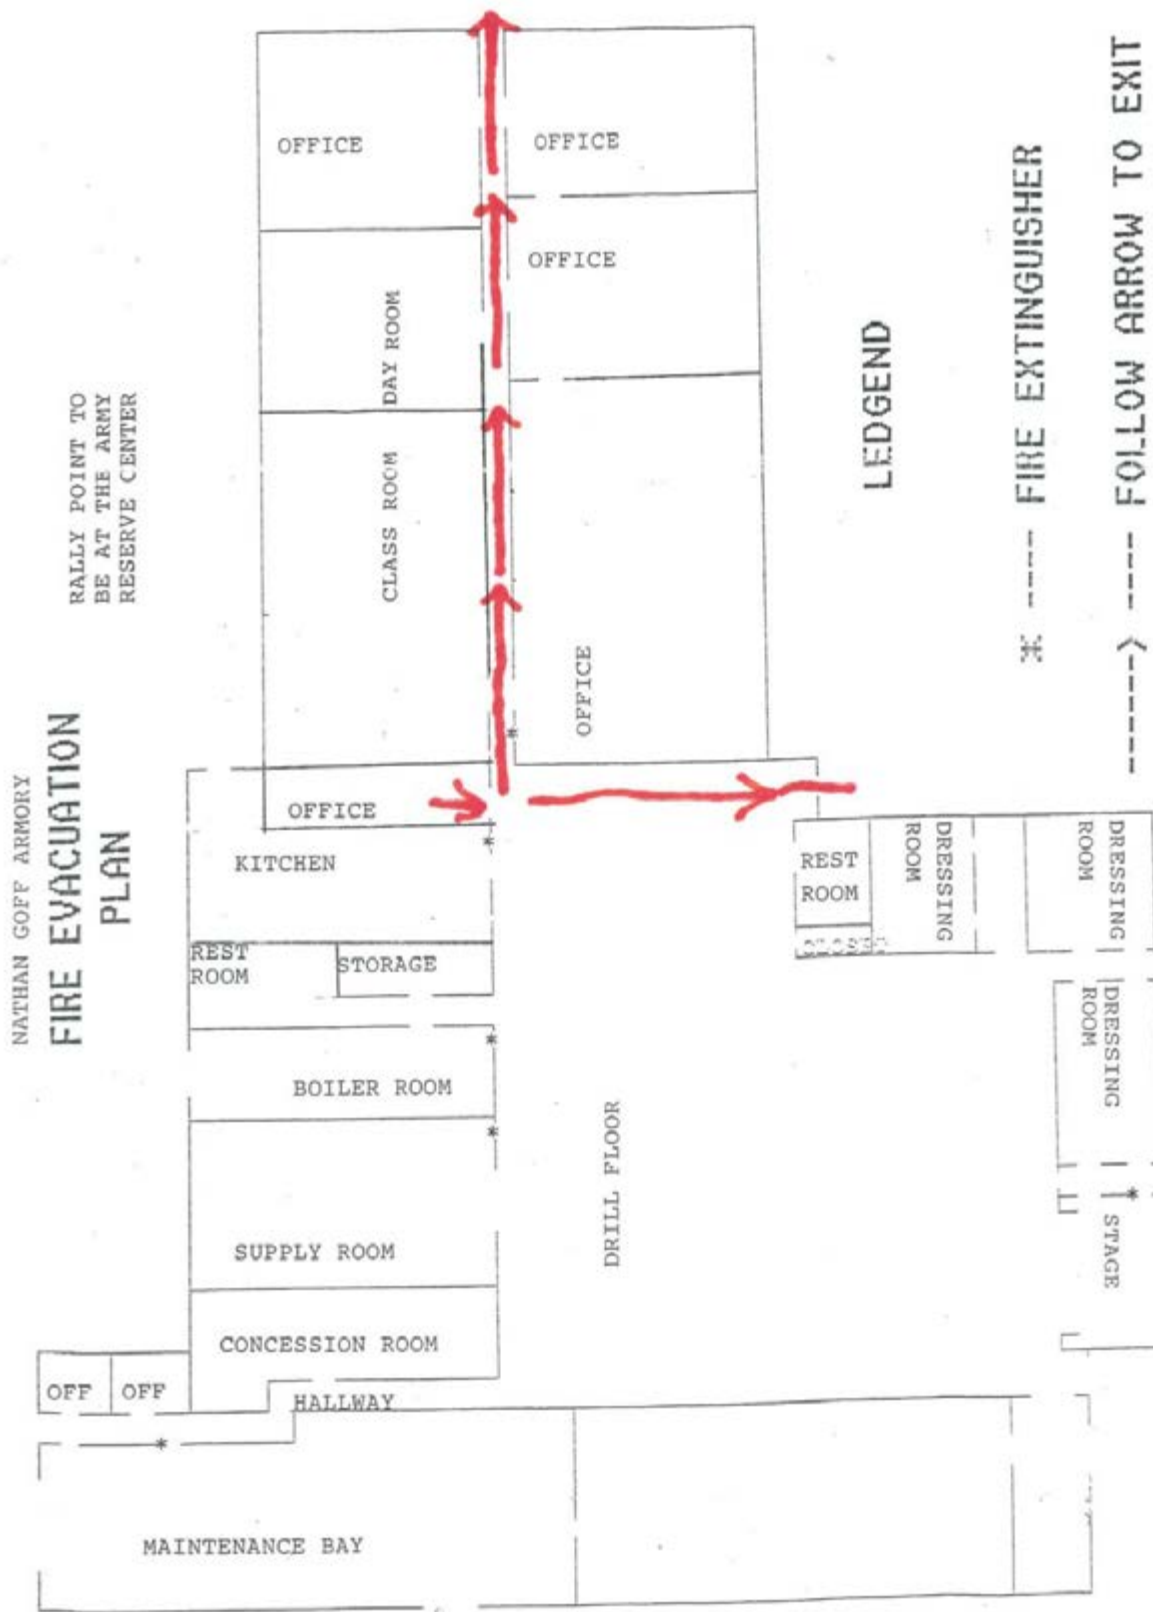 NATHAN GOFF ARMORY
FIRE EVACUATION
PLAN
RALLY POINT TO
BE AT THE ARMY
RESERVE CENTER
OFFICE
OFFICE
OFFICE
DAY ROOM
CLASS ROOM
OFFICE
OFFICE
KITCHEN
REST
ROOM
STORAGE
BOILER ROOM
SUPPLY ROOM
CONCESSION ROOM
OFF
OFF
HALLWAY
MAINTENANCE BAY
DRILL FLOOR
REST
ROOM
CLOSET
DRESSING
ROOM
DRESSING
ROOM
DRESSING
ROOM
STAGE
LEDGEND
* ----- FIRE EXTINGUISHER
------> ---- FOLLOW ARROW TO EXIT